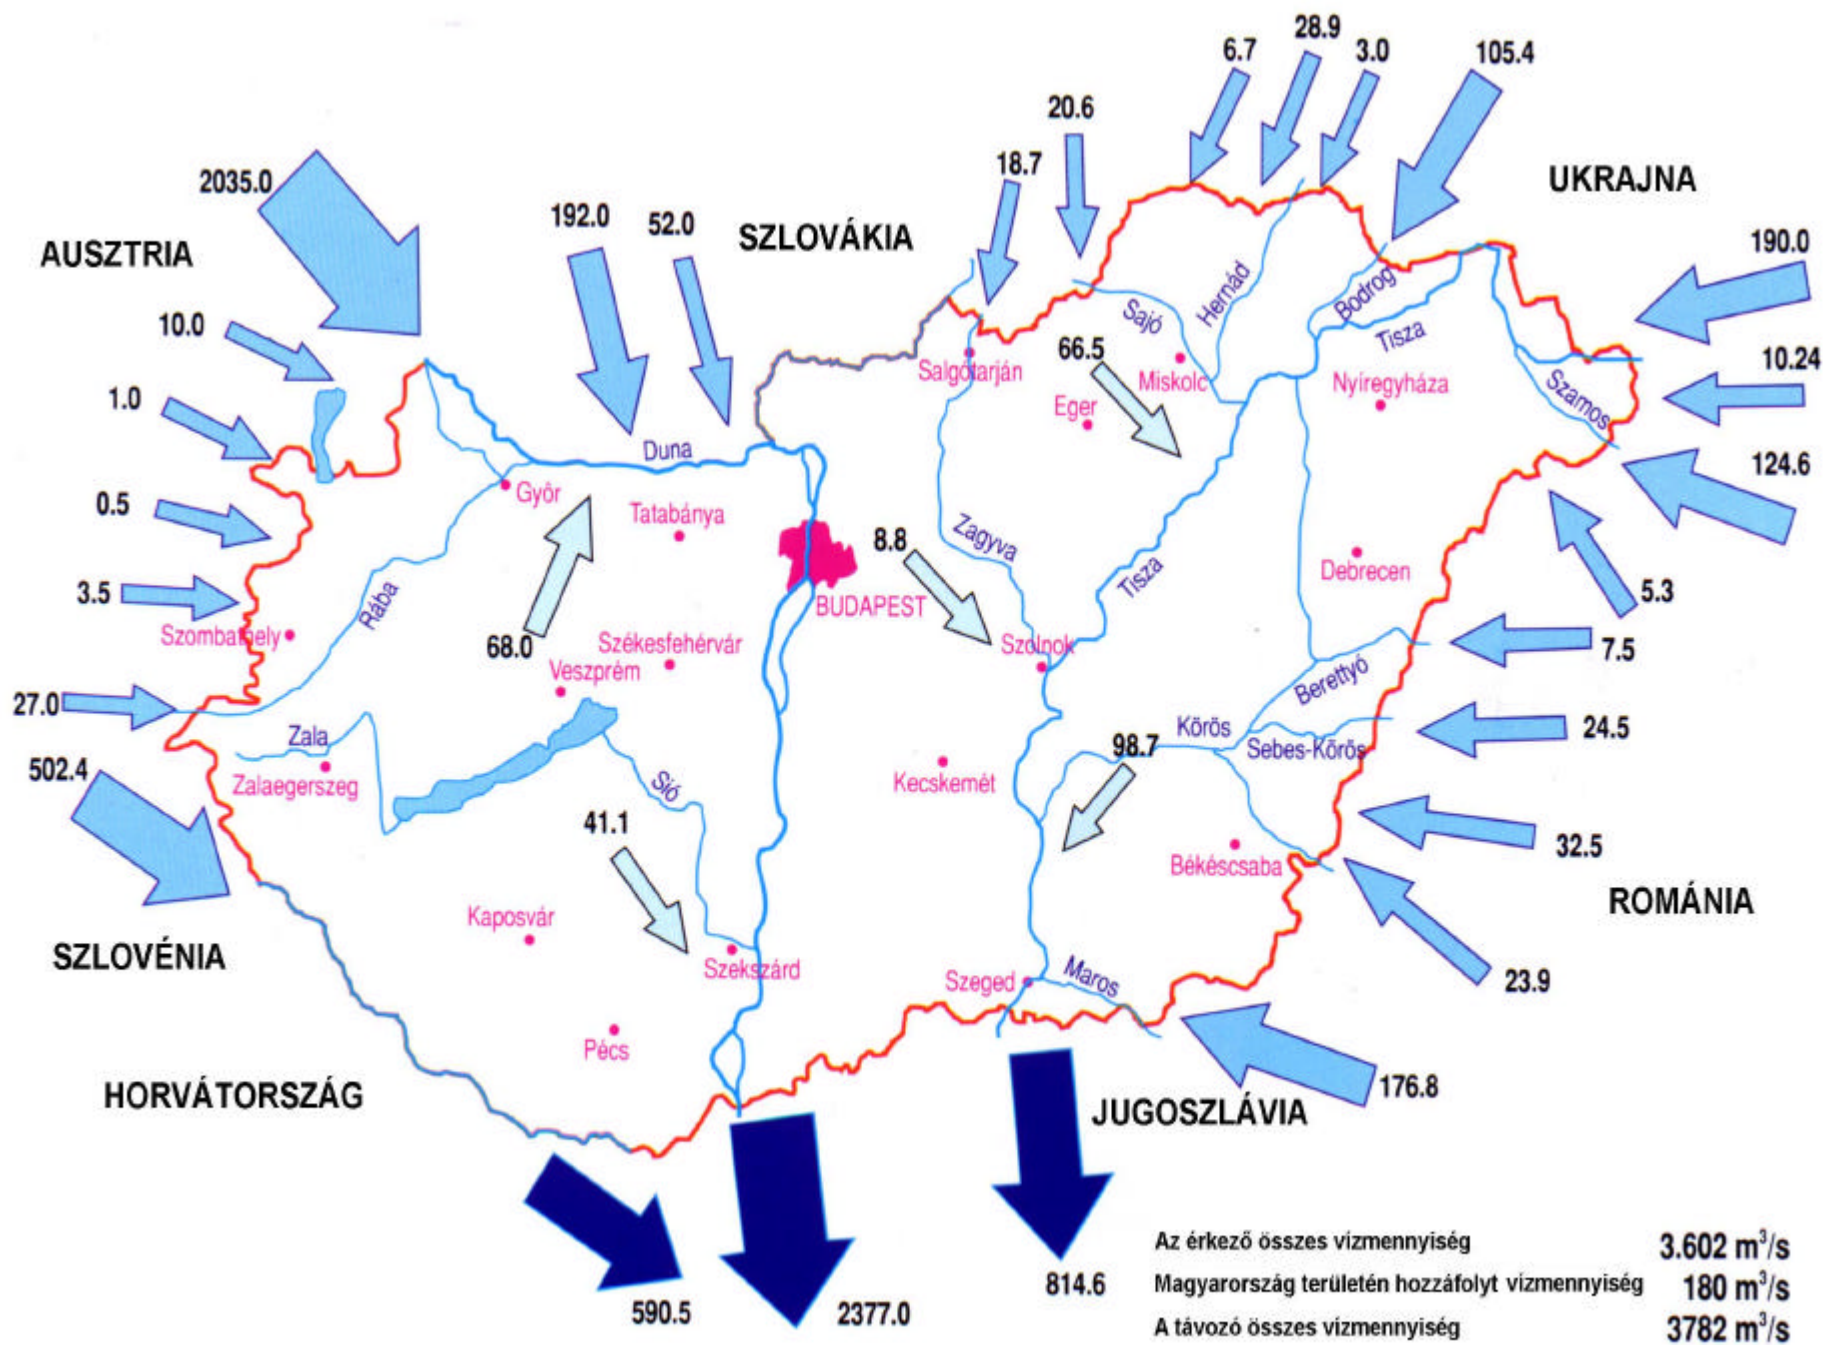 28.9
6.7
3.0
105.4
20.6
18.7
UKRAJNA
2035.0
192.0
52.0
SZLOVÁKIA
AUSZTRIA
190.0
10.0
Sajó
Hernád
Bodrog
Tisza
66.5
10.24
Salgótarján
Miskolc
Nyíregyháza
Szamos
1.0
Eger
Duna
124.6
0.5
Győr
Tatabánya
8.8
Zagyva
Tisza
Debrecen
3.5
Rába
BUDAPEST
5.3
Szombathely
68.0
Székesfehérvár
Veszprém
Szolnok
7.5
Berettyó
27.0
Zala
Körös
24.5
98.7
Sebes-Körös
502.4
Zalaegerszeg
Sió
Kecskemét
41.1
32.5
Békéscsaba
ROMÁNIA
Kaposvár
SZLOVÉNIA
Szekszárd
Szeged
Maros
23.9
Pécs
HORVÁTORSZÁG
176.8
JUGOSZLÁVIA
Az érkező összes vízmennyiség 3.602 m³/s
814.6
Magyarország területén hozzáfolyt vízmennyiség 180 m³/s
590.5
2377.0
A távozó összes vízmennyiség 3782 m³/s